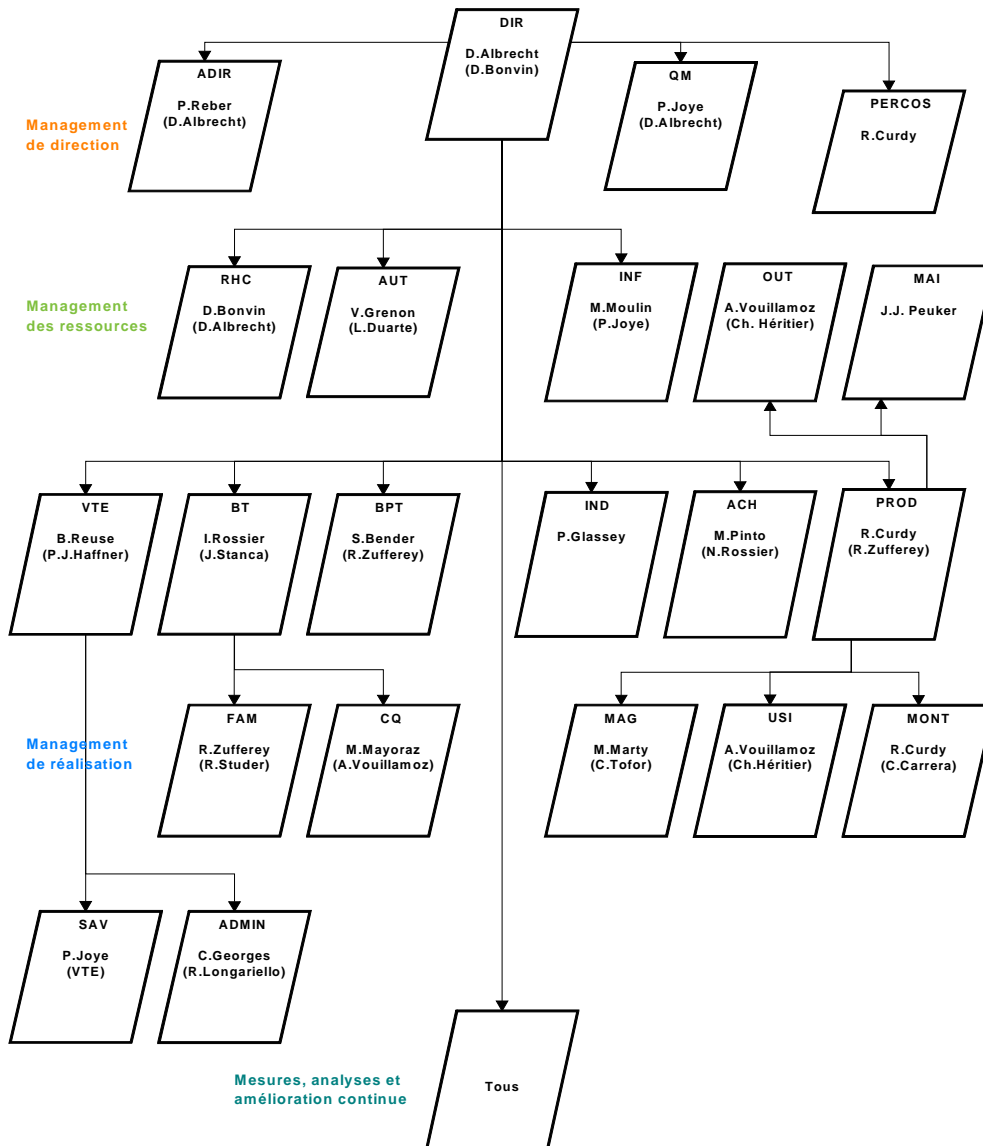 DIR
D.Albrecht
(D.Bonvin)
ADIR
P.Reber
(D.Albrecht)
QM
P.Joye
(D.Albrecht)
PERCOS
R.Curdy
Management
de direction
RHC
D.Bonvin
(D.Albrecht)
AUT
V.Grenon
(L.Duarte)
INF
M.Moulin
(P.Joye)
OUT
A.Vouillamoz
(Ch. Héritier)
MAI
J.J. Peuker
Management
des ressources
VTE
B.Reuse
(P.J.Haffner)
BT
I.Rossier
(J.Stanca)
BPT
S.Bender
(R.Zufferey)
IND
P.Glassey
ACH
M.Pinto
(N.Rossier)
PROD
R.Curdy
(R.Zufferey)
FAM
R.Zufferey
(R.Studer)
CQ
M.Mayoraz
(A.Vouillamoz)
MAG
M.Marty
(C.Tofor)
USI
A.Vouillamoz
(Ch.Héritier)
MONT
R.Curdy
(C.Carrera)
Management
de réalisation
SAV
P.Joye
(VTE)
ADMIN
C.Georges
(R.Longariello)
Mesures, analyses et
amélioration continue
Tous